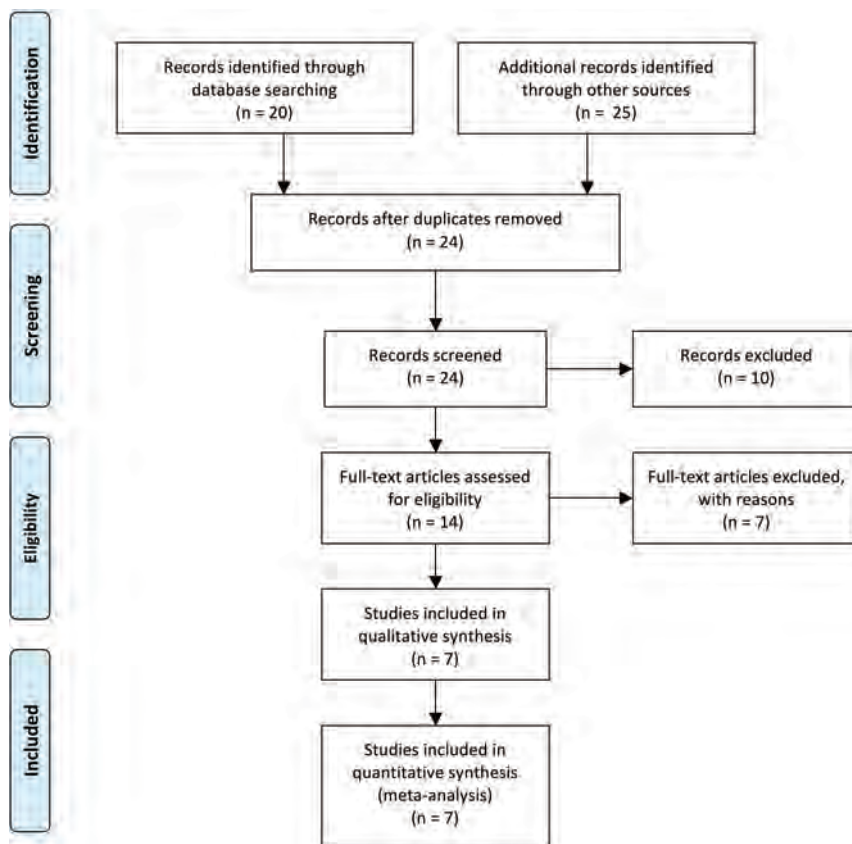 Identification
Records identified through
database searching
(n = 20)
Additional records identified
through other sources
(n = 25)
Records after duplicates removed
(n = 24)
Screening
Records screened
(n = 24)
Records excluded
(n = 10)
Eligibility
Full-text articles assessed
for eligibility
(n = 14)
Full-text articles excluded,
with reasons
(n = 7)
Studies included in
qualitative synthesis
(n = 7)
Included
Studies included in
quantitative synthesis
(meta-analysis)
(n = 7)